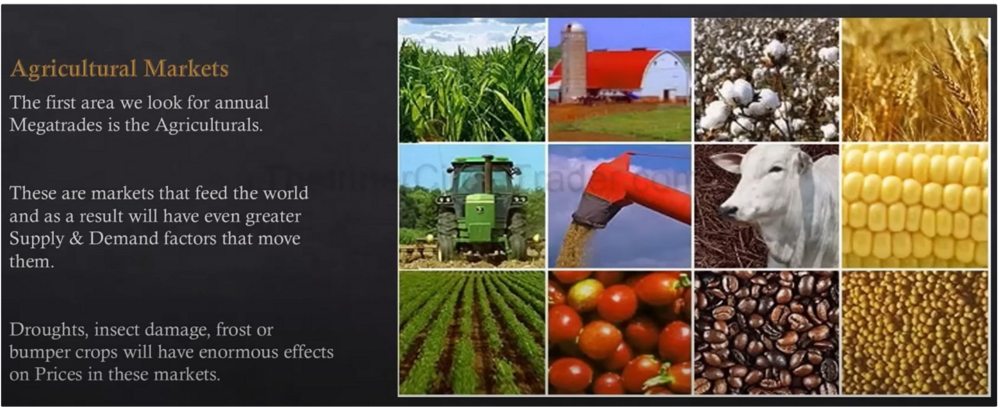 Agricultural Markets
The first area we look for annual
Megatrades is the Agriculturals.
These are markets that feed the world
and as a result will have even greater
Supply & Demand factors that move
them.
Droughts, insect damage, frost or
bumper crops will have enormous effects
on Prices in these markets.
TheInnerCircleTrader.com